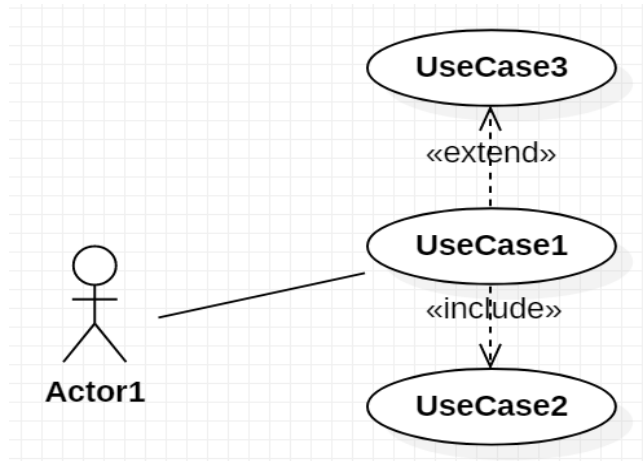 UseCase3
«extend»
UseCase1
«include»
Actor1
UseCase2